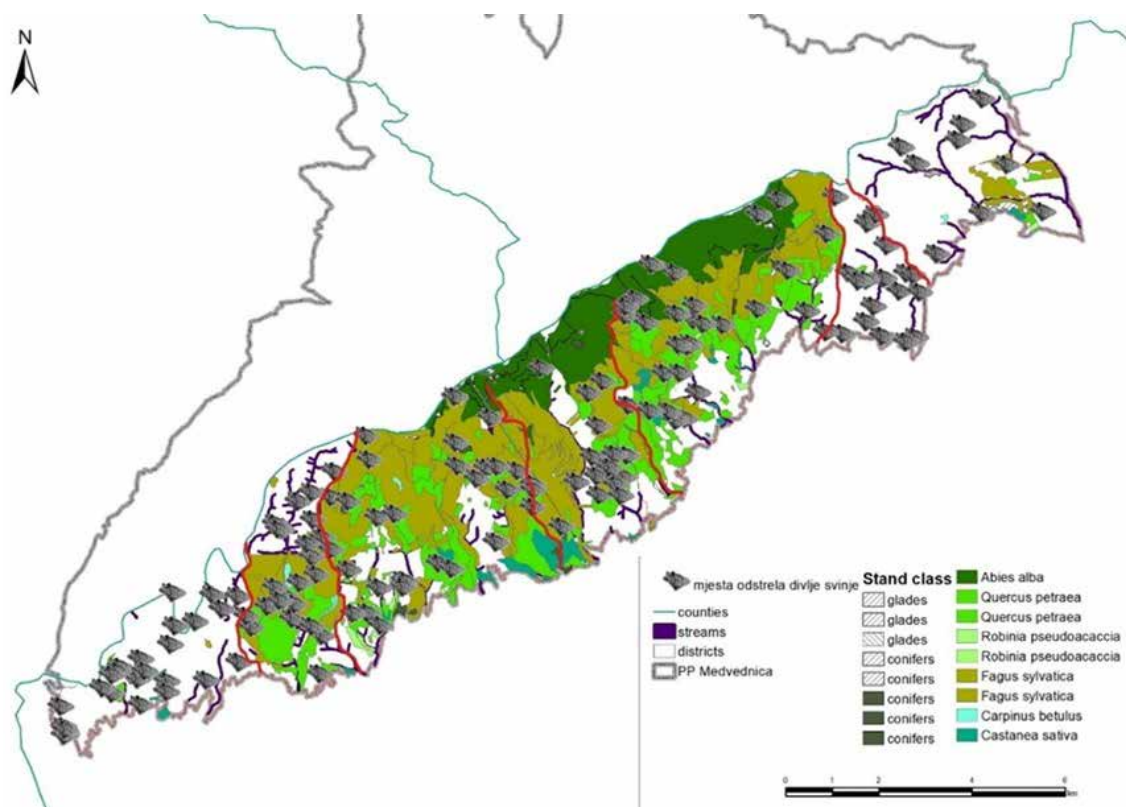 N
mjesta odstrela divlje svinje
counties
streams
districts
PP Medvednica
Stand class
glades
glades
glades
conifers
conifers
conifers
conifers
conifers
Abies alba
Quercus petraea
Quercus petraea
Robinia pseudoacaccia
Robinia pseudoacaccia
Fagus sylvatica
Fagus sylvatica
Carpinus betulus
Castanea sativa
0 1 2 4 6
km